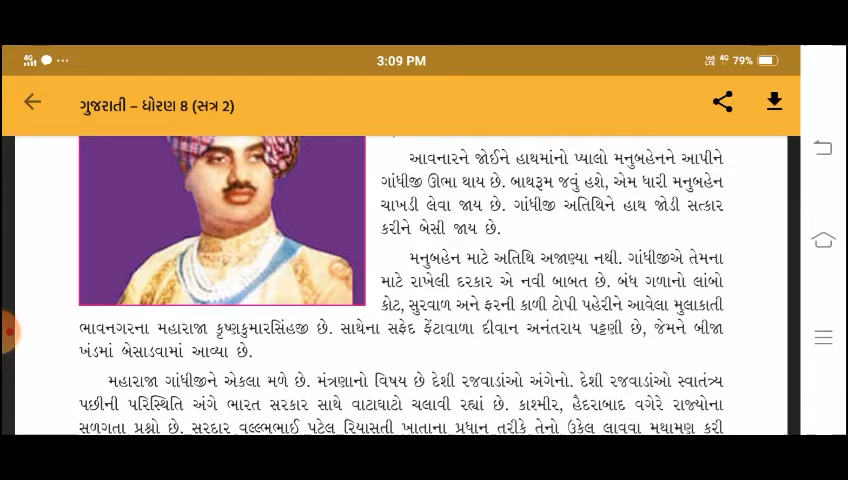 4G ... 3:09 PM VoLTE 4G 79%
ગુજરાતી – ધોરણ 8 (સત્ર 2)
આવનારને જોઈને હાથમાંનો પ્યાલો મનુબહેનને આપીને
ગાંધીજી ઊભા થાય છે. બાથરૂમ જવું હશે, એમ ધારી મનુબહેન
ચાખડી લેવા જાય છે. ગાંધીજી અતિથિને હાથ જોડી સત્કાર
કરીને બેસી જાય છે.
મનુબહેન માટે અતિથિ અજાણ્યા નથી. ગાંધીજીએ તેમના
માટે રાખેલી દરકાર એ નવી બાબત છે. બંધ ગળાનો લાંબો
કોટ, સુરવાળ અને ફરની કાળી ટોપી પહેરીને આવેલા મુલાકાતી
ભાવનગરના મહારાજા કૃષ્ણકુમારસિંહજી છે. સાથેના સફેદ ફેંટાવાળા દીવાન અનંતરાય પટ્ટણી છે, જેમને બીજા
ખંડમાં બેસાડવામાં આવ્યા છે.
મહારાજા ગાંધીજીને એકલા મળે છે. મંત્રણાનો વિષય છે દેશી રજવાડાંઓ અંગેનો. દેશી રજવાડાંઓ સ્વાતંત્ર્ય
પછીની પરિસ્થિતિ અંગે ભારત સરકાર સાથે વાટાઘાટો ચલાવી રહ્યાં છે. કાશ્મીર, હૈદરાબાદ વગેરે રાજ્યોના
સળગતા પ્રશ્નો છે. સરદાર વલ્લભભાઈ પટેલ રિયાસતી ખાતાના પ્રધાન તરીકે તેનો ઉકેલ લાવવા મથામણ કરી